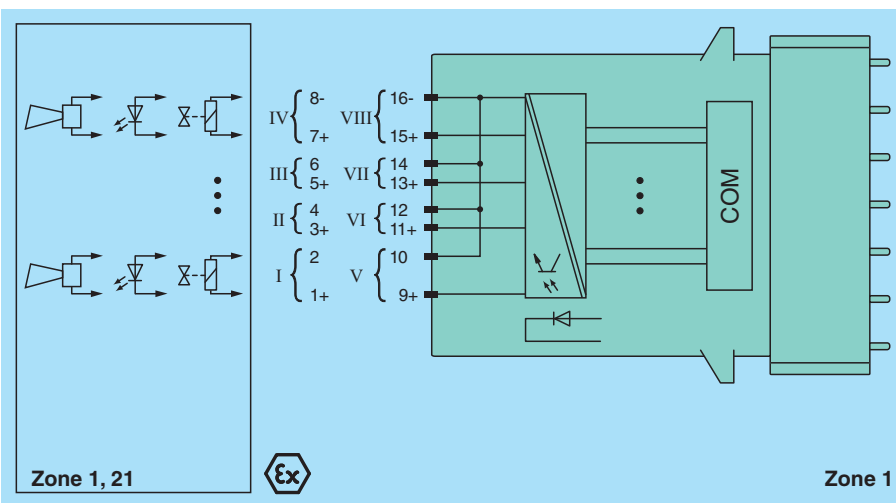 IV 8- 7+
VIII 16- 15+
III 6 5+
VII 14 13+
II 4 3+
VI 12 11+
I 2 1+
V 10 9+
COM
Zone 1, 21
εx
Zone 1